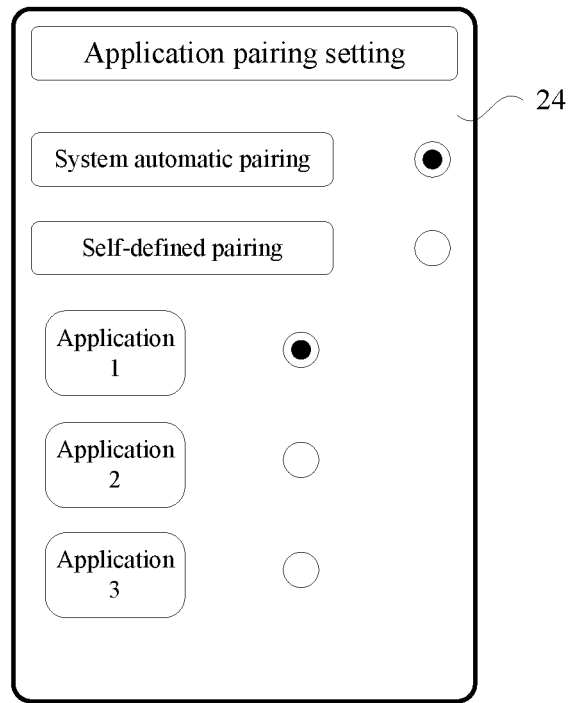 Application pairing setting
24
System automatic pairing
Self-defined pairing
Application
1
Application
2
Application
3